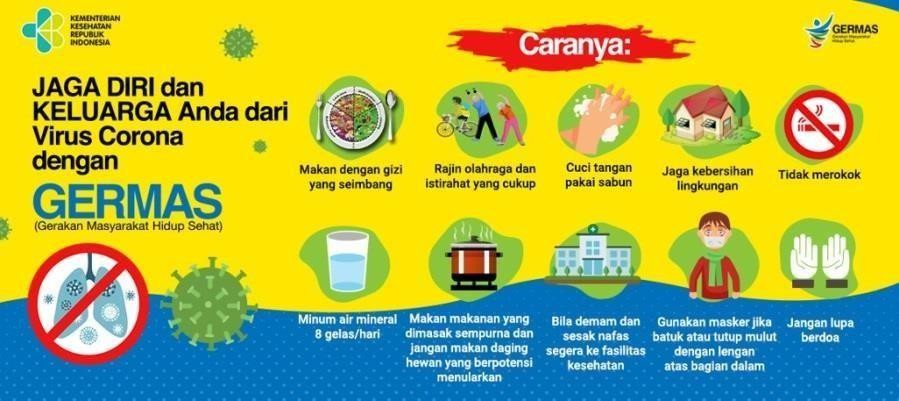 KEMENTERIAN
KESEHATAN
REPUBLIK
INDONESIA
GERMAS
Gerakan Masyarakat
Hidup Sehat
JAGA DIRI dan
KELUARGA Anda dari
Virus Corona
dengan
GERMAS
(Gerakan Masyarakat Hidup Sehat)
Caranya:
Makan dengan gizi
yang seimbang
Rajin olahraga dan
istirahat yang cukup
Cuci tangan
pakai sabun
Jaga kebersihan
lingkungan
Tidak merokok
Minum air mineral
8 gelas/hari
Makan makanan yang
dimasak sempurna dan
jangan makan daging
hewan yang berpotensi
menularkan
Bila demam dan
sesak nafas
segera ke fasilitas
kesehatan
Gunakan masker jika
batuk atau tutup mulut
dengan lengan
atas bagian dalam
Jangan lupa
berdoa